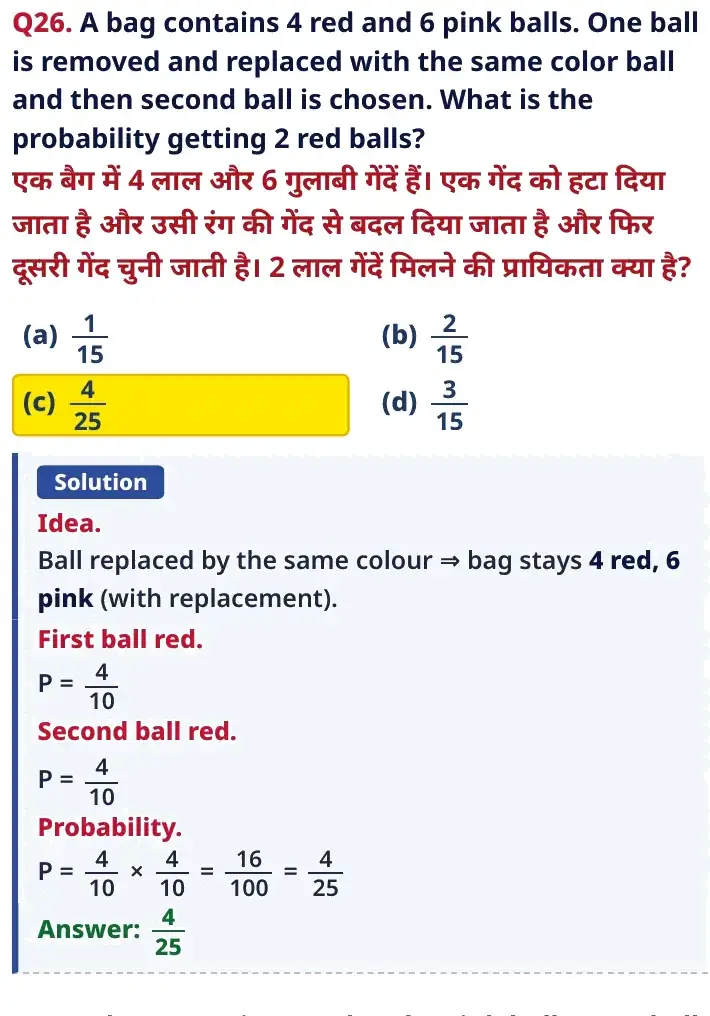 Q26. A bag contains 4 red and 6 pink balls. One ball
is removed and replaced with the same color ball
and then second ball is chosen. What is the
probability getting 2 red balls?
एक बैग में 4 लाल और 6 गुलाबी गेंदें हैं। एक गेंद को हटा दिया
जाता है और उसी रंग की गेंद से बदल दिया जाता है और फिर
दूसरी गेंद चुनी जाती है। 2 लाल गेंदें मिलने की प्रायिकता क्या है?
(a) 1/15 (b) 2/15
(c) 4/25 (d) 3/15
Solution
Idea.
Ball replaced by the same colour ⇒ bag stays 4 red, 6
pink (with replacement).
First ball red.
P = 4/10
Second ball red.
P = 4/10
Probability.
P = 4/10 × 4/10 = 16/100 = 4/25
Answer: 4/25